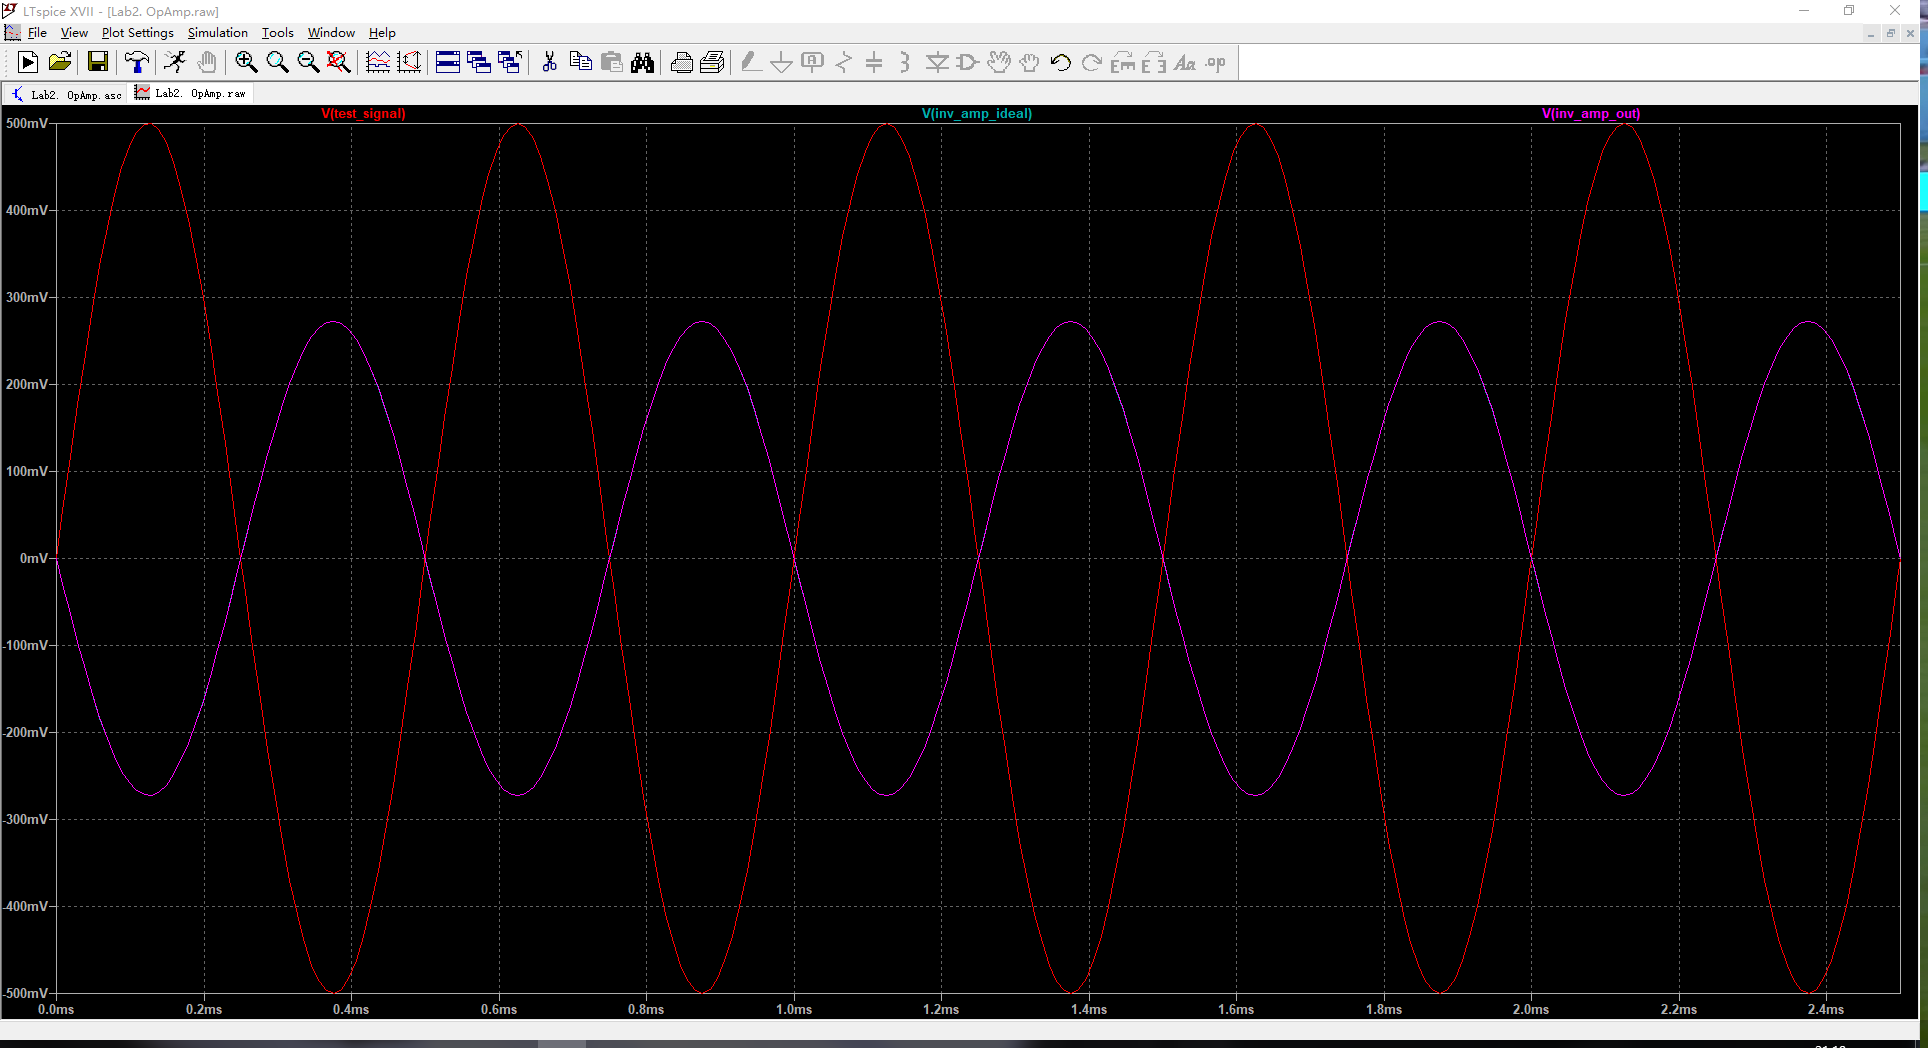 LTspice XVII - [Lab2. OpAmp.raw]
File View Plot Settings Simulation Tools Window Help
Lab2. OpAmp.asc Lab2. OpAmp.raw
V(test_signal) V(inv_amp_ideal) V(inv_amp_out)
500mV
400mV
300mV
200mV
100mV
0mV
-100mV
-200mV
-300mV
-400mV
-500mV
0.0ms 0.2ms 0.4ms 0.6ms 0.8ms 1.0ms 1.2ms 1.4ms 1.6ms 1.8ms 2.0ms 2.2ms 2.4ms